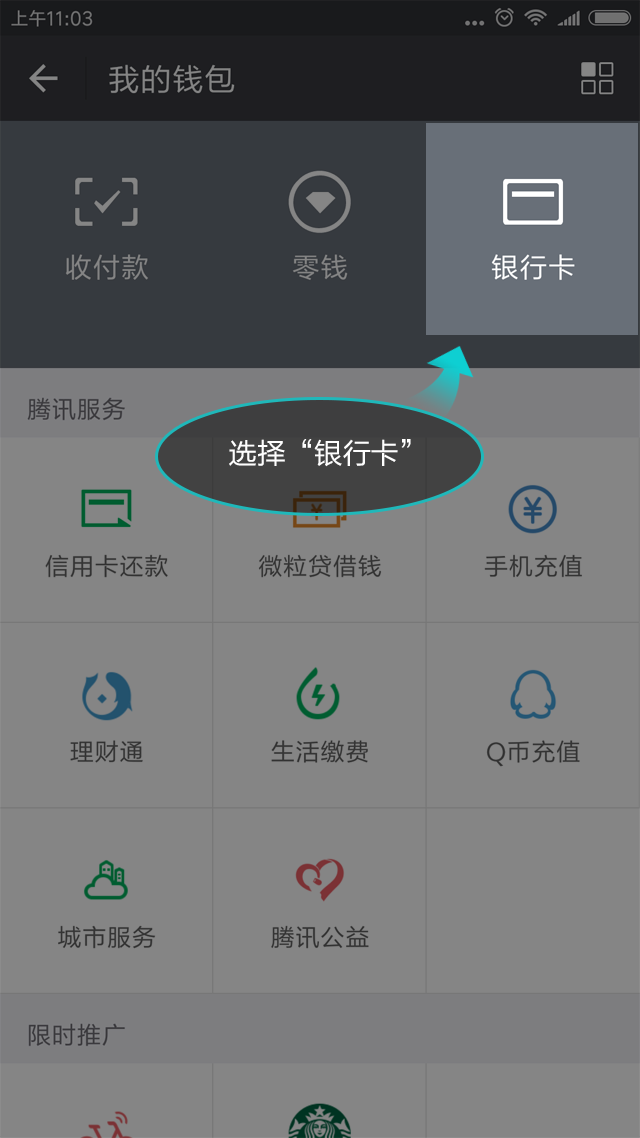 上午11:03
我的钱包
收付款
零钱
银行卡
腾讯服务
选择“银行卡”
信用卡还款
微粒贷借钱
手机充值
理财通
生活缴费
Q币充值
城市服务
腾讯公益
限时推广